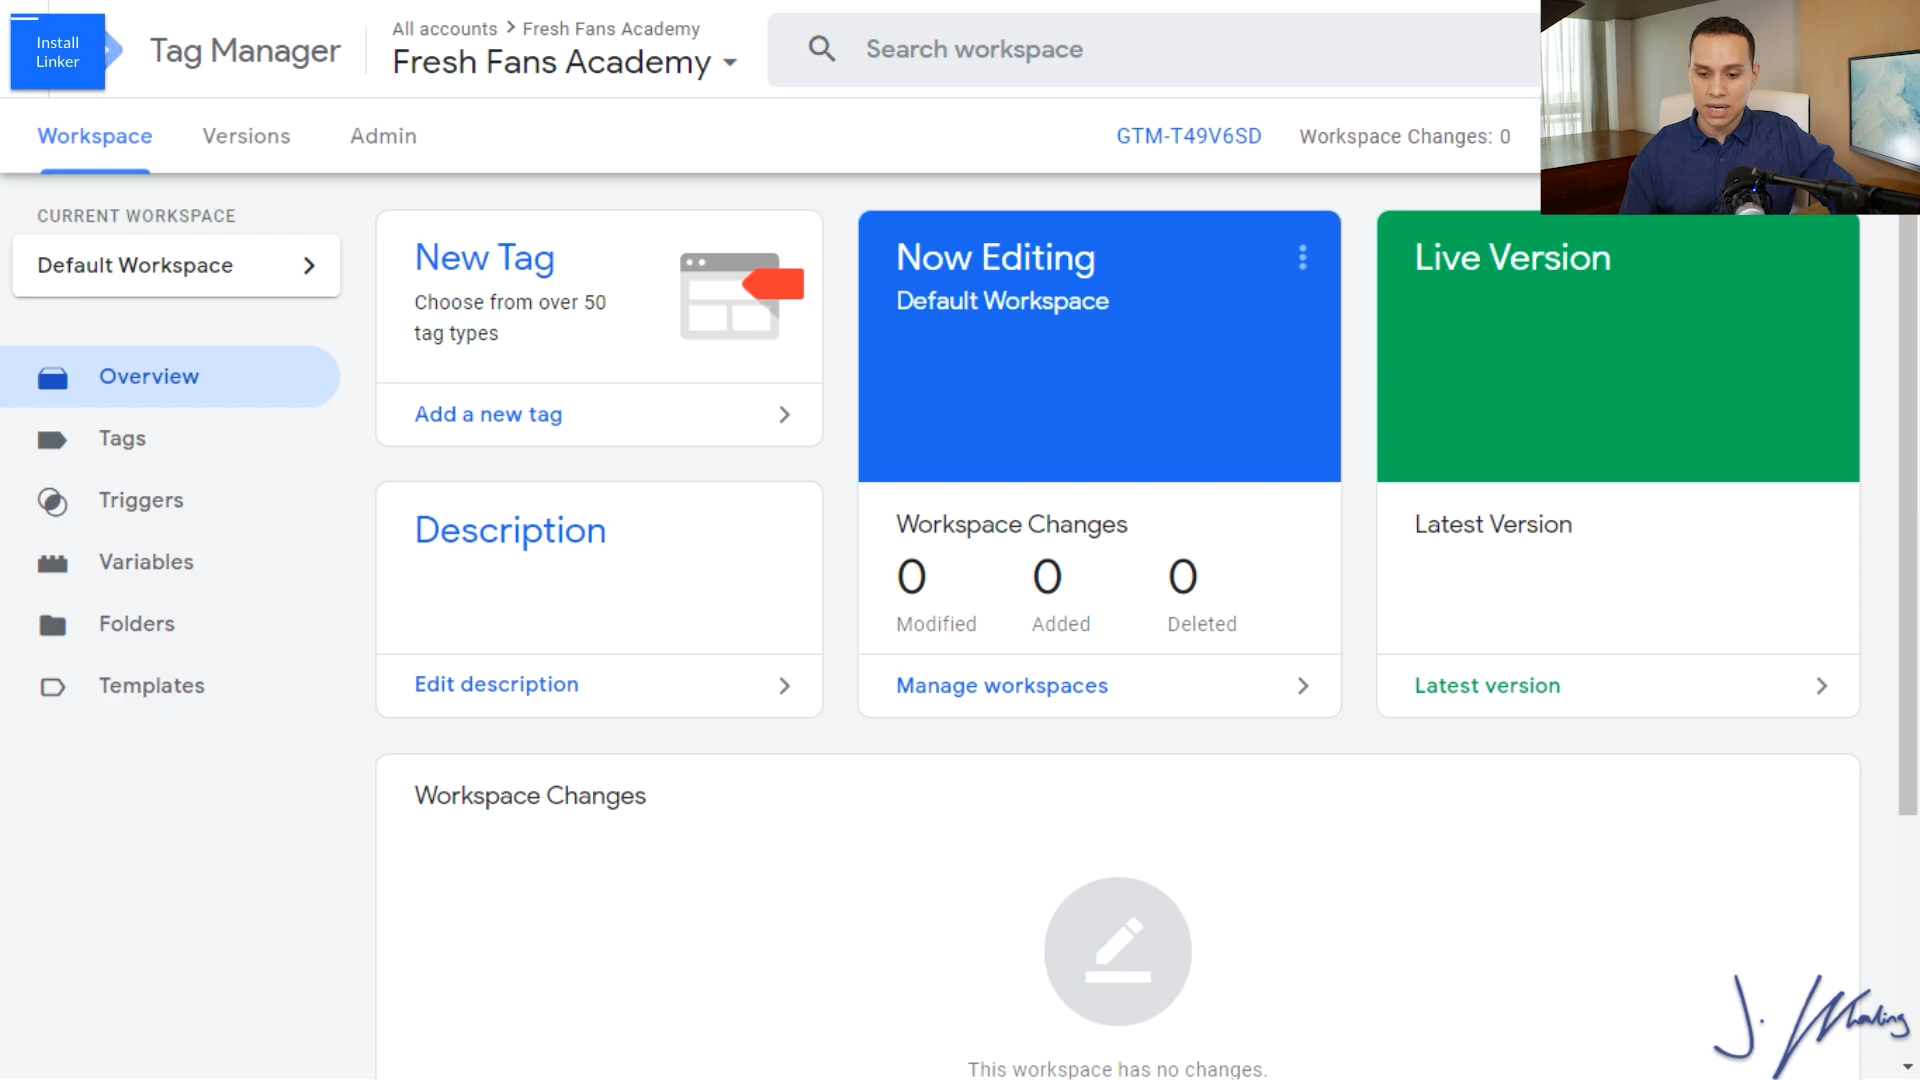 Install
Linker
Tag Manager
All accounts > Fresh Fans Academy
Fresh Fans Academy
Search workspace
Workspace
Versions
Admin
GTM-T49V6SD
Workspace Changes: 0
CURRENT WORKSPACE
Default Workspace
Overview
Tags
Triggers
Variables
Folders
Templates
New Tag
Choose from over 50
tag types
Add a new tag
Description
Edit description
Now Editing
Default Workspace
Workspace Changes
0 0 0
Modified Added Deleted
Manage workspaces
Live Version
Latest Version
Latest version
Workspace Changes
This workspace has no changes.